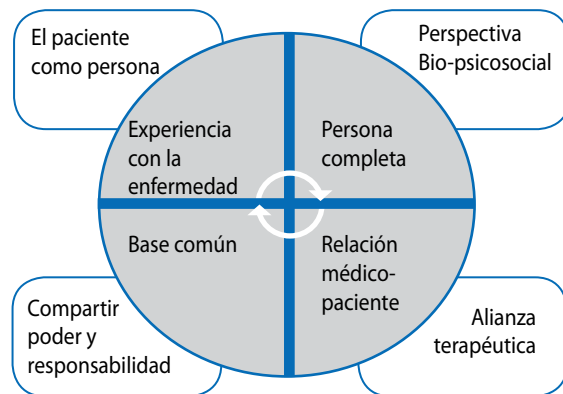 El paciente
como persona
Perspectiva
Bio-psicosocial
Experiencia
con la
enfermedad
Persona
completa
Base común
Relación
médico-
paciente
Compartir
poder y
responsabilidad
Alianza
terapéutica